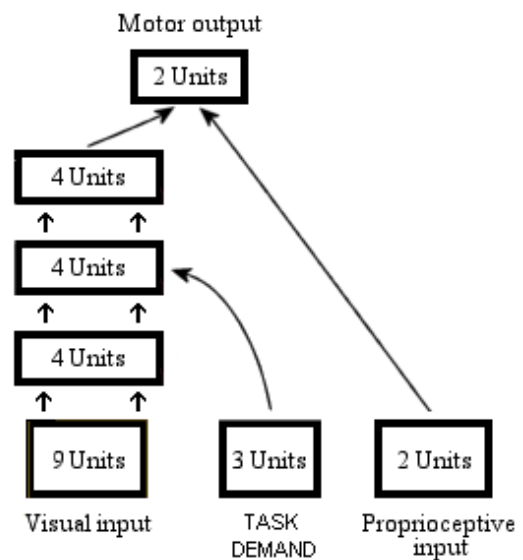 Motor output
2 Units
4 Units
4 Units
4 Units
9 Units
3 Units
2 Units
Visual input
TASK
DEMAND
Proprioceptive
input